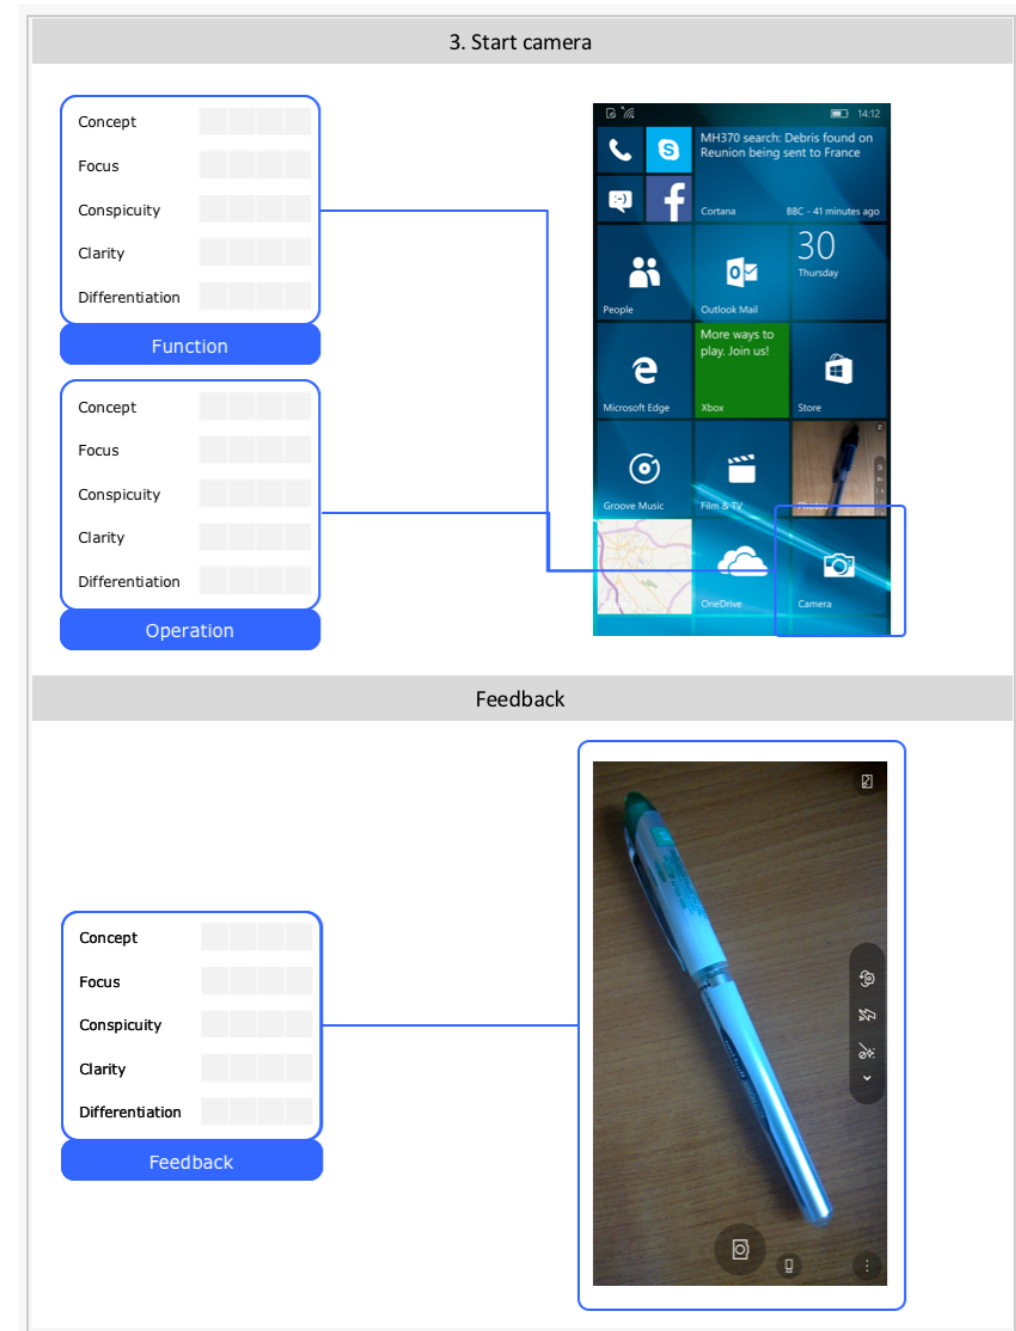 3. Start camera
Concept
Focus
Conspicuity
Clarity
Differentiation
Function
Concept
Focus
Conspicuity
Clarity
Differentiation
Operation
14:12
MH370 search: Debris found on
Reunion being sent to France
Cortana BBC - 41 minutes ago
30
Thursday
People
Outlook Mail
More ways to
play. Join us!
Microsoft Edge
Xbox
Store
Groove Music
Film & TV
Photos
OneDrive
Camera
Feedback
Concept
Focus
Conspicuity
Clarity
Differentiation
Feedback